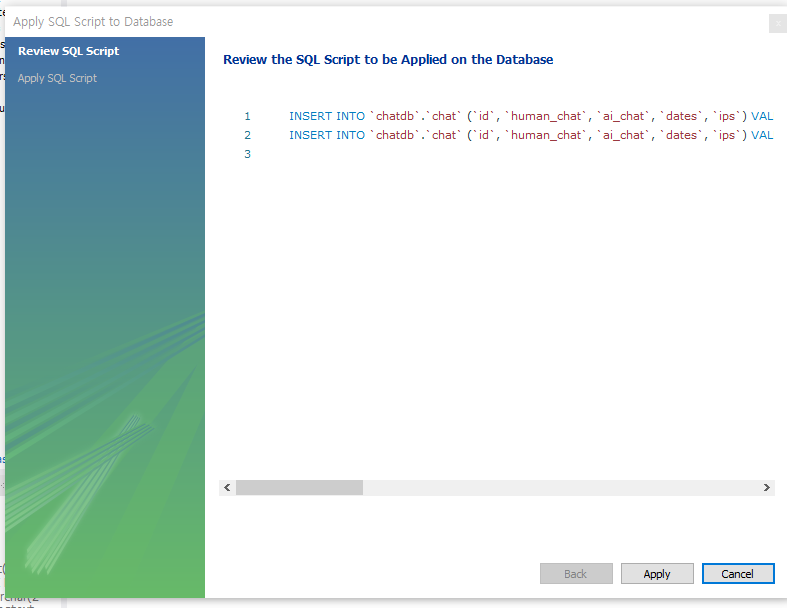 Apply SQL Script to Database
Review SQL Script
Apply SQL Script
Review the SQL Script to be Applied on the Database
1 INSERT INTO `chatdb`.`chat` (`id`, `human_chat`, `ai_chat`, `dates`, `ips`) VAL
2 INSERT INTO `chatdb`.`chat` (`id`, `human_chat`, `ai_chat`, `dates`, `ips`) VAL
3
Back Apply Cancel